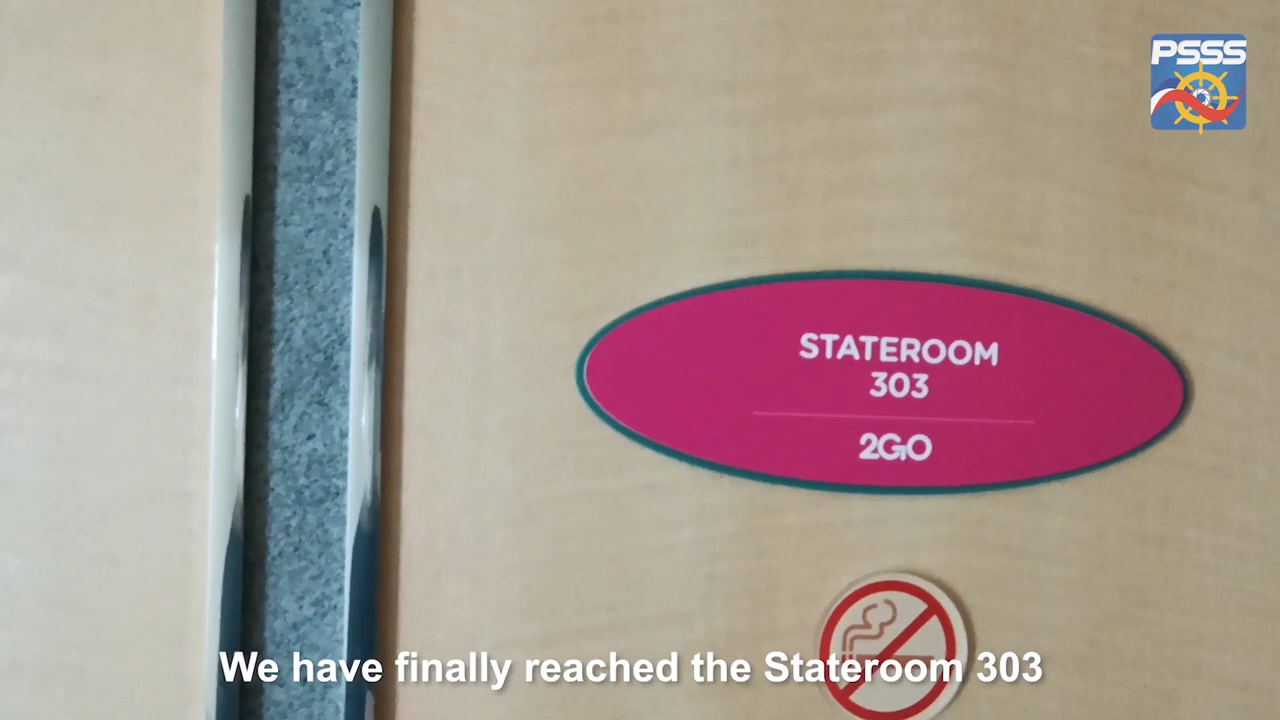 PSSS
STATEROOM
303
2GO
We have finally reached the Stateroom 303